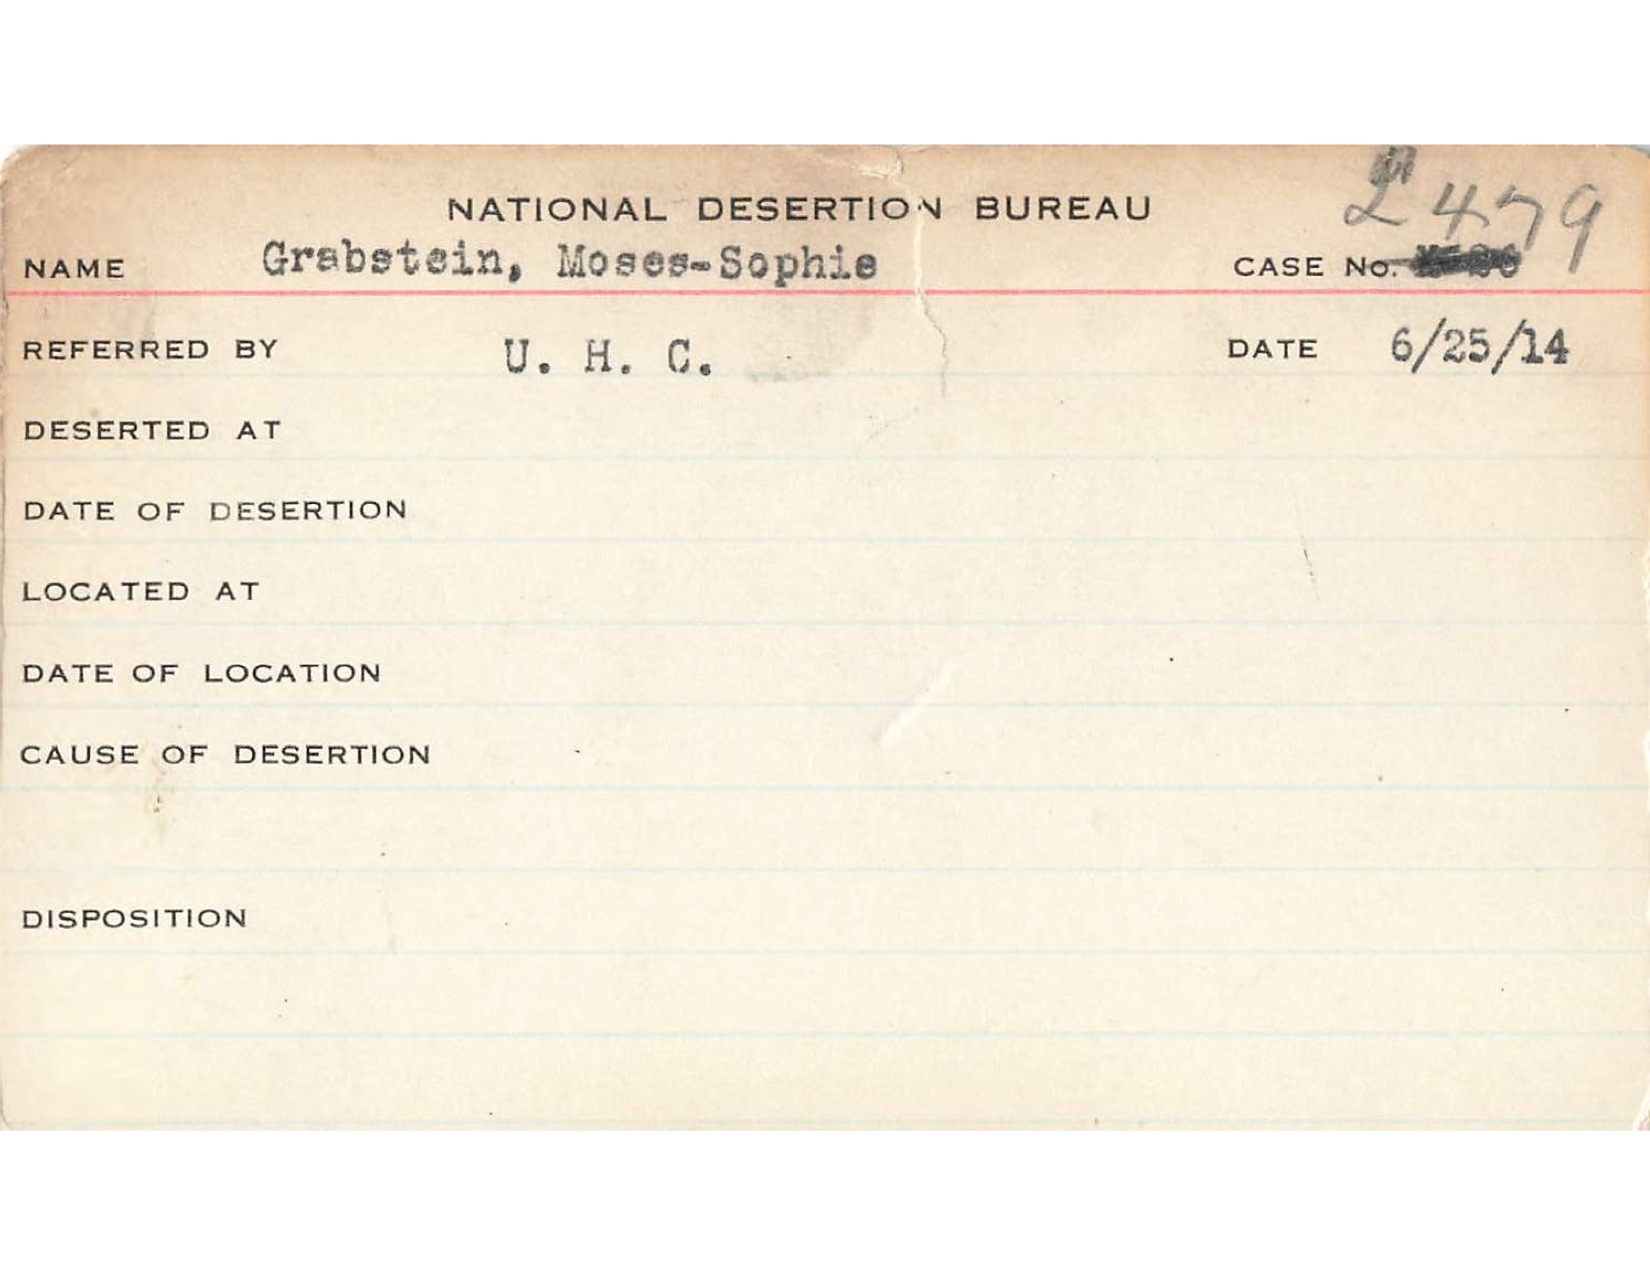 NATIONAL DESERTION BUREAU
NAME Grabstein, Moses-Sophie CASE No. 479
REFERRED BY U. H. C. DATE 6/25/14
DESERTED AT
DATE OF DESERTION
LOCATED AT
DATE OF LOCATION
CAUSE OF DESERTION
DISPOSITION